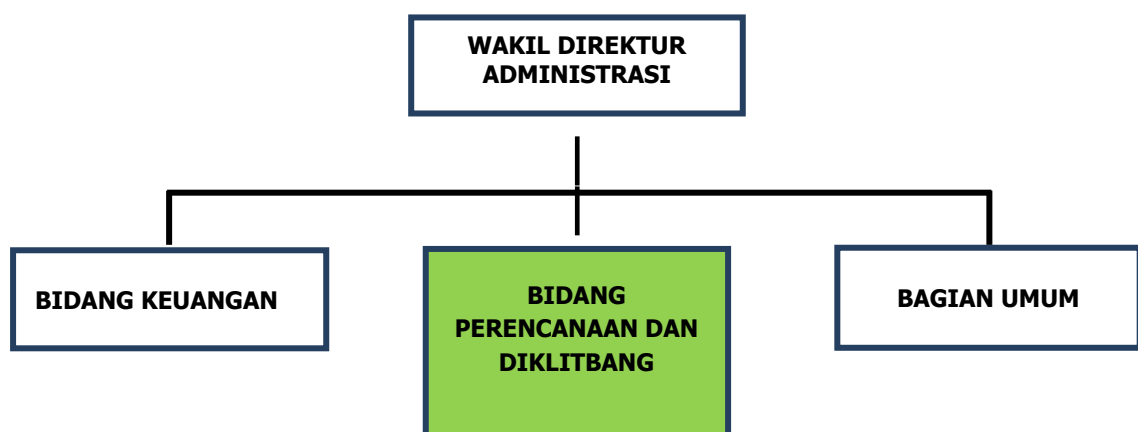 WAKIL DIREKTUR
ADMINISTRASI
BIDANG KEUANGAN
BIDANG
PERENCANAAN DAN
DIKLITBANG
BAGIAN UMUM